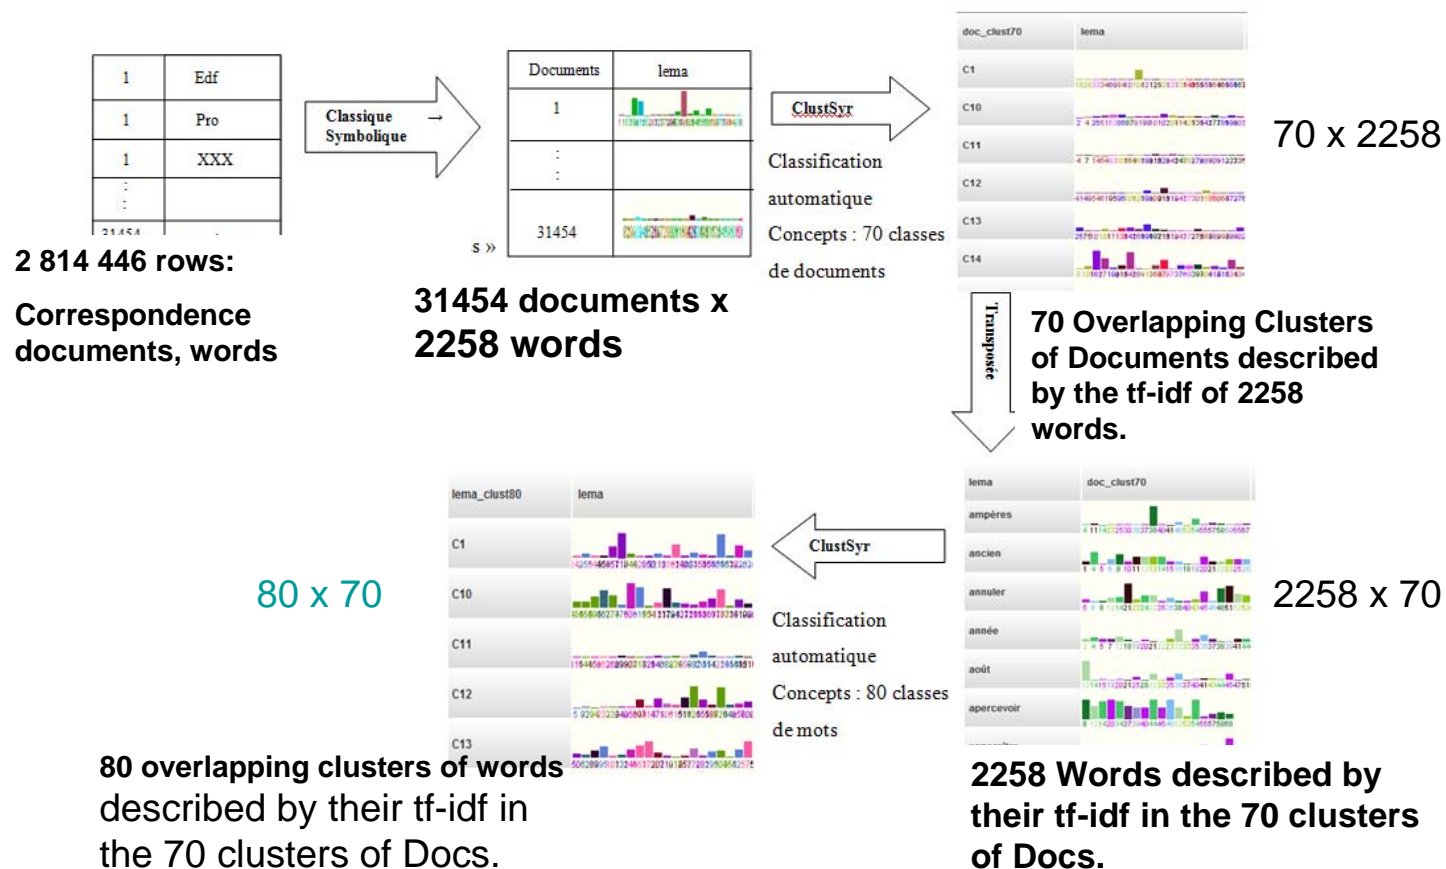 1 Edf
1 Pro
1 XXX
:
:
31454
2 814 446 rows:
Correspondence
documents, words
Classique →
Symbolique
Documents lema
1
:
:
31454
s »
31454 documents x
2258 words
ClustSyr
Classification
automatique
Concepts : 70 classes
de documents
doc_clust70 lema
C1
C10
C11
C12
C13
C14
70 x 2258
Transposée
70 Overlapping Clusters
of Documents described
by the tf-idf of 2258
words.
lema doc_clust70
ampères
ancien
annuler
année
août
apercevoir
2258 x 70
2258 Words described by
their tf-idf in the 70 clusters
of Docs.
ClustSyr
Classification
automatique
Concepts : 80 classes
de mots
lema_clust80 lema
C1
C10
C11
C12
C13
80 x 70
80 overlapping clusters of words
described by their tf-idf in
the 70 clusters of Docs.